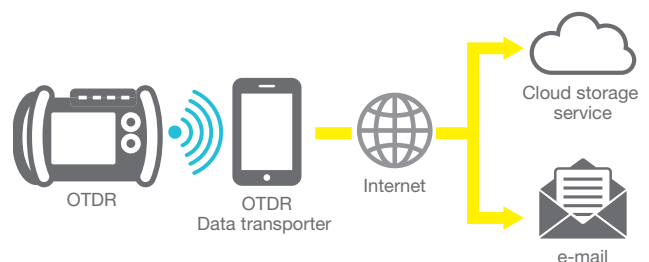 OTDR
OTDR
Data transporter
Internet
Cloud storage
service
e-mail